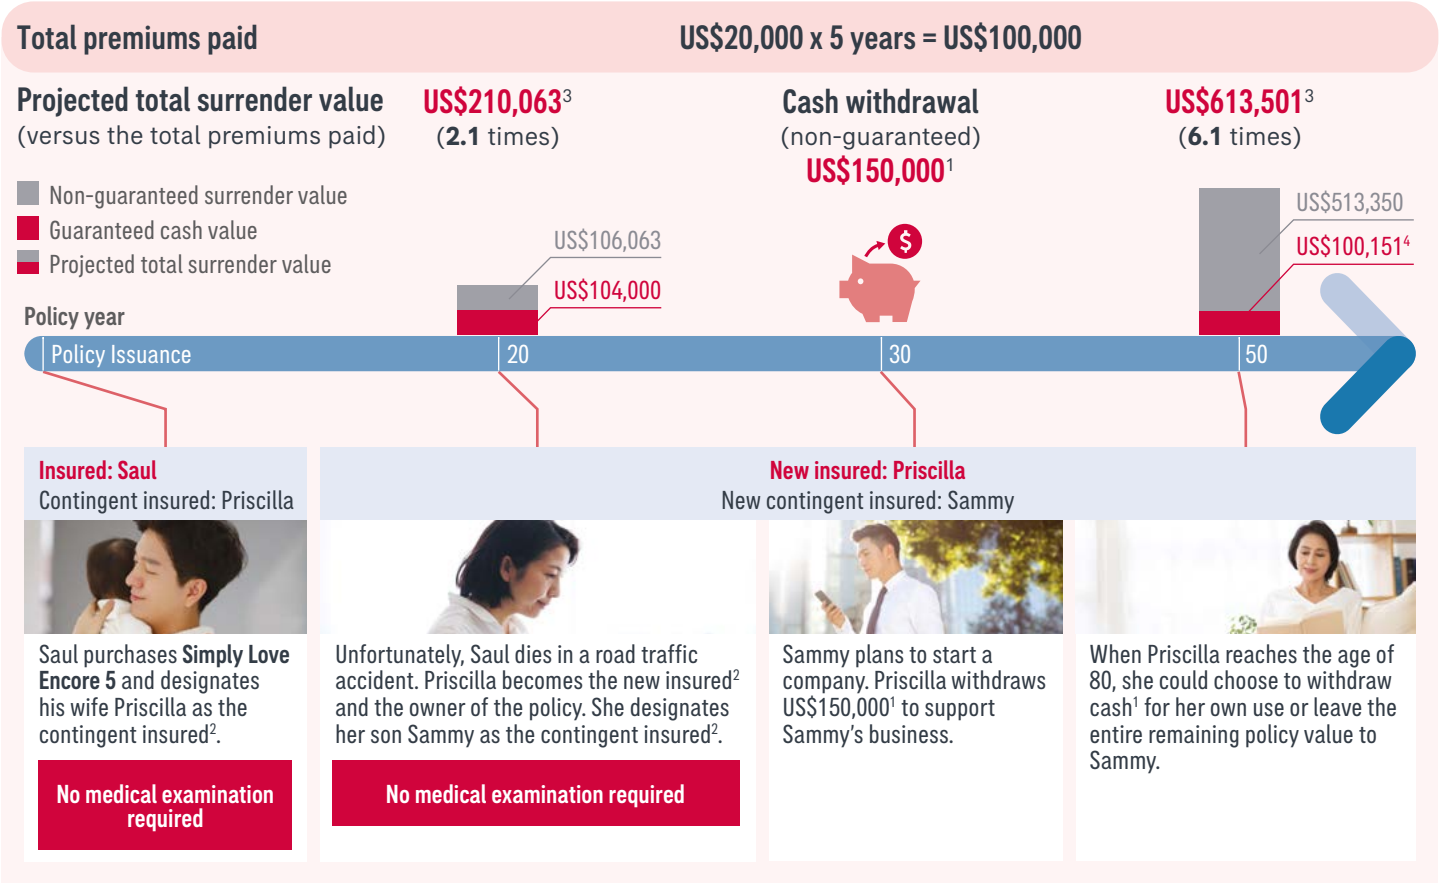 Total premiums paid
US$20,000 x 5 years = US$100,000
Projected total surrender value
(versus the total premiums paid)
US$210,063³
(2.1 times)
Cash withdrawal
(non-guaranteed)
US$150,000¹
US$613,501³
(6.1 times)
Non-guaranteed surrender value
Guaranteed cash value
Projected total surrender value
US$106,063
US$104,000
$
US$513,350
US$100,151⁴
Policy year
Policy Issuance
20
30
50
Insured: Saul
Contingent insured: Priscilla
New insured: Priscilla
New contingent insured: Sammy
Saul purchases Simply Love
Encore 5 and designates
his wife Priscilla as the
contingent insured².
No medical examination
required
Unfortunately, Saul dies in a road traffic
accident. Priscilla becomes the new insured²
and the owner of the policy. She designates
her son Sammy as the contingent insured².
No medical examination required
Sammy plans to start a
company. Priscilla withdraws
US$150,000¹ to support
Sammy's business.
When Priscilla reaches the age of
80, she could choose to withdraw
cash¹ for her own use or leave the
entire remaining policy value to
Sammy.